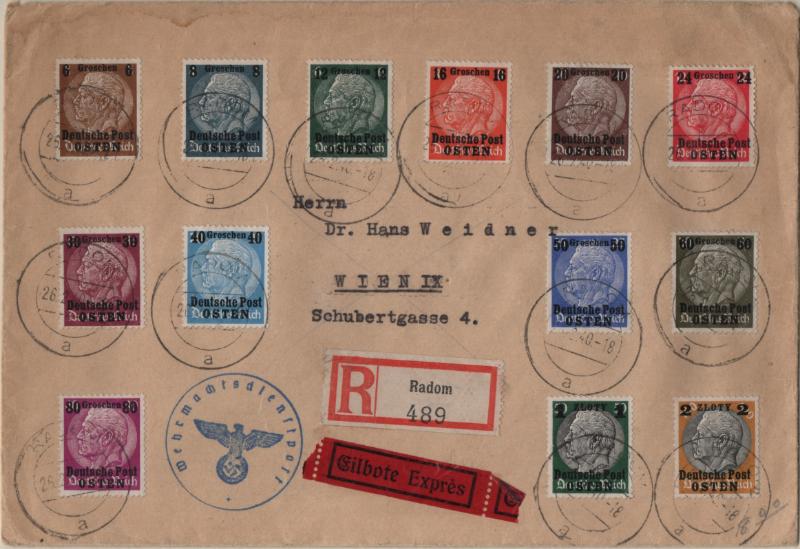 6 6
Groschen
Deutsche Post
OSTEN
8 8
Groschen
Deutsche Post
OSTEN
12 12
Groschen
Deutsche Post
OSTEN
16 16
Groschen
Deutsche Post
OSTEN
20 20
Groschen
Deutsche Post
OSTEN
24 24
Groschen
Deutsche Post
OSTEN
RADOM
a
Herrn
Dr. Hans Weidner
WIEN IX
Schubertgasse 4.
30 30
Groschen
Deutsche Post
OSTEN
40 40
Groschen
Deutsche Post
OSTEN
50 50
Groschen
Deutsche Post
OSTEN
60 60
Groschen
Deutsche Post
OSTEN
80 80
Groschen
Deutsche Post
OSTEN
Wehrmachtsdienstpost
R
Radom
489
Eilbote Exprès
1 1
ZLOTY
Deutsche Post
OSTEN
2 2
ZLOTY
Deutsche Post
OSTEN